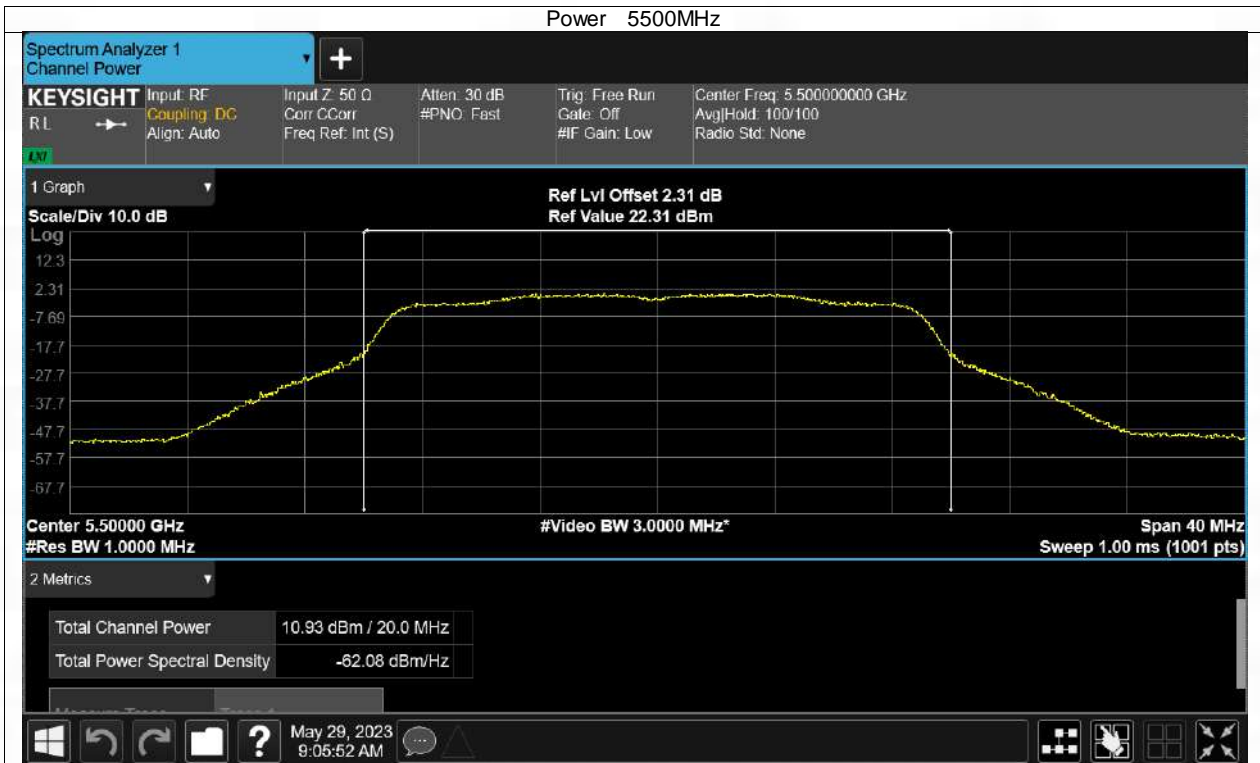 Power 5500MHz
Spectrum Analyzer 1
Channel Power
+
KEYSIGHT
RL
LXI
Input: RF
Coupling: DC
Align: Auto
Input Z: 50 Ω
Corr CCorr
Freq Ref: Int (S)
Atten: 30 dB
#PNO: Fast
Trig: Free Run
Gate: Off
#IF Gain: Low
Center Freq: 5.500000000 GHz
Avg|Hold: 100/100
Radio Std: None
1 Graph
Scale/Div 10.0 dB
Ref Lvl Offset 2.31 dB
Ref Value 22.31 dBm
Log
12.3
2.31
-7.69
-17.7
-27.7
-37.7
-47.7
-57.7
-67.7
Center 5.50000 GHz
#Res BW 1.0000 MHz
#Video BW 3.0000 MHz*
Span 40 MHz
Sweep 1.00 ms (1001 pts)
2 Metrics
Total Channel Power 10.93 dBm / 20.0 MHz
Total Power Spectral Density -62.08 dBm/Hz
?
May 29, 2023
9:05:52 AM